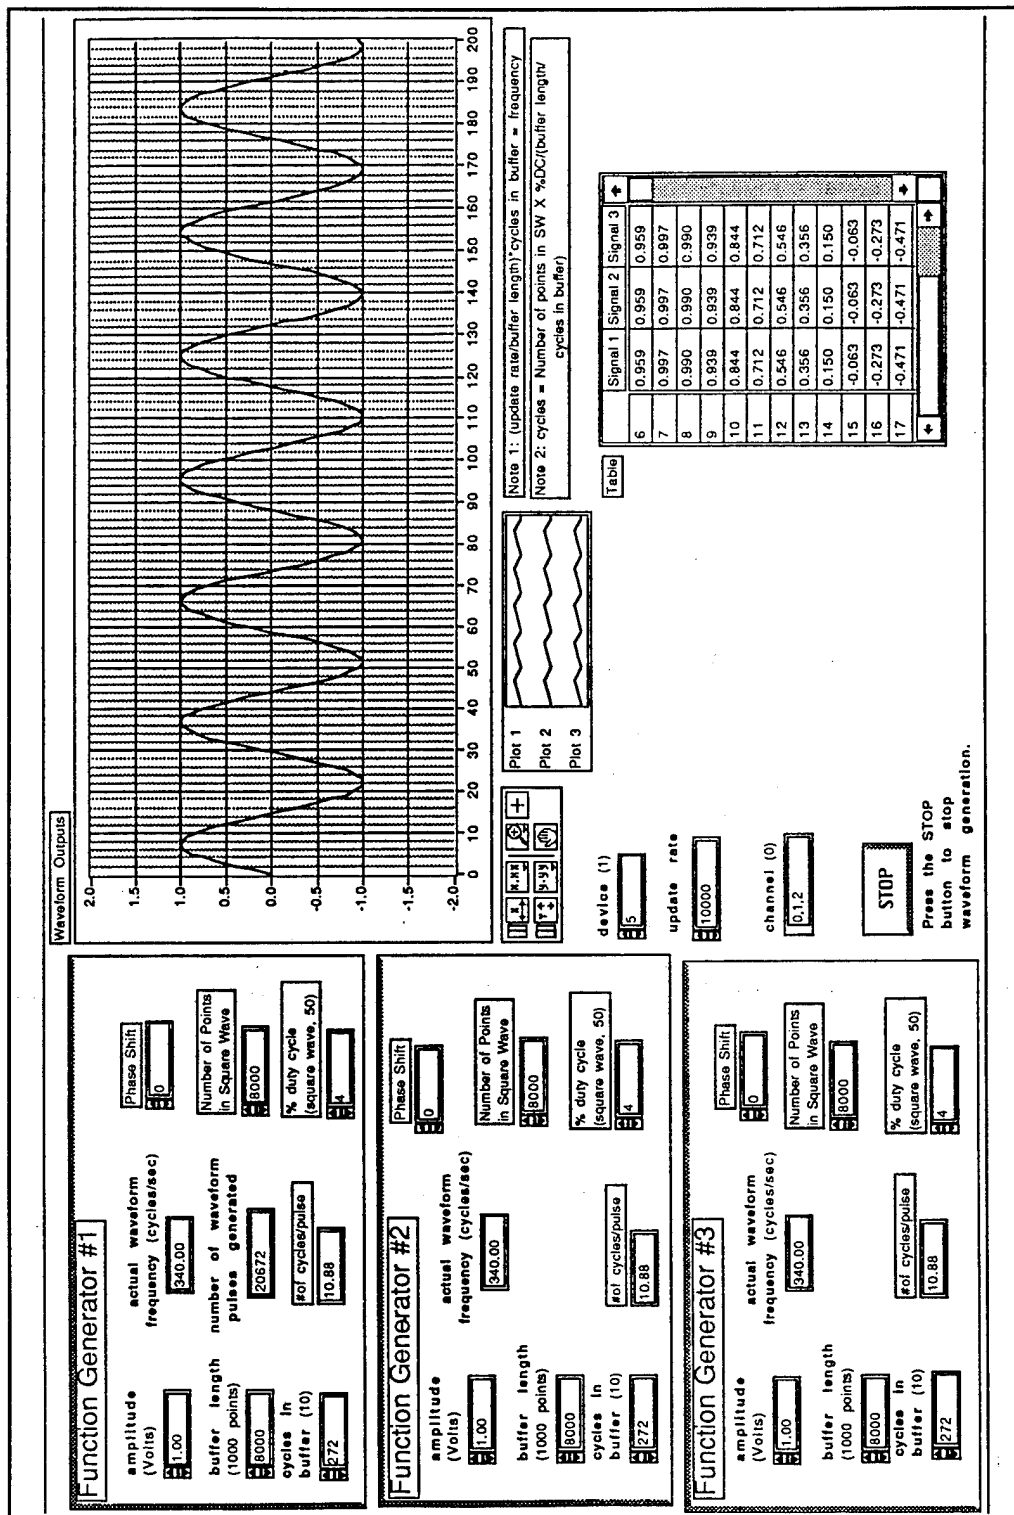 Function Generator #1
amplitude
(Volts)
1.00
actual waveform
frequency (cycles/sec)
340.00
Phase Shift
0
buffer length
(1000 points)
8000
number of waveform
pulses generated
20672
Number of Points
in Square Wave
8000
cycles in
buffer (10)
272
#of cycles/pulse
10.88
% duty cycle
(square wave, 50)
4
Function Generator #2
amplitude
(Volts)
1.00
actual waveform
frequency (cycles/sec)
340.00
Phase Shift
0
buffer length
(1000 points)
8000
Number of Points
in Square Wave
8000
cycles in
buffer (10)
272
#of cycles/pulse
10.88
% duty cycle
(square wave, 50)
4
Function Generator #3
amplitude
(Volts)
1.00
actual waveform
frequency (cycles/sec)
340.00
Phase Shift
0
buffer length
(1000 points)
8000
Number of Points
in Square Wave
8000
cycles in
buffer (10)
272
#of cycles/pulse
10.88
% duty cycle
(square wave, 50)
4
Waveform Outputs
2.0
1.5
1.0
0.5
0.0
-0.5
-1.0
-1.5
-2.0
0 10 20 30 40 50 60 70 80 90 100 110 120 130 140 150 160 170 180 190 200
X X.XX
Y Y.YY
Plot 1
Plot 2
Plot 3
Note 1: (update rate/buffer length)*cycles in buffer = frequency
Note 2: cycles = Number of points in SW X %DC/(buffer length/
cycles in buffer)
device (1)
5
update rate
10000
channel (0)
0,1,2
STOP
Press the STOP
button to stop
waveform generation.
Table
Signal 1 Signal 2 Signal 3
6 0.959 0.959 0.959
7 0.997 0.997 0.997
8 0.990 0.990 0.990
9 0.939 0.939 0.939
10 0.844 0.844 0.844
11 0.712 0.712 0.712
12 0.546 0.546 0.546
13 0.356 0.356 0.356
14 0.150 0.150 0.150
15 -0.063 -0.063 -0.063
16 -0.273 -0.273 -0.273
17 -0.471 -0.471 -0.471